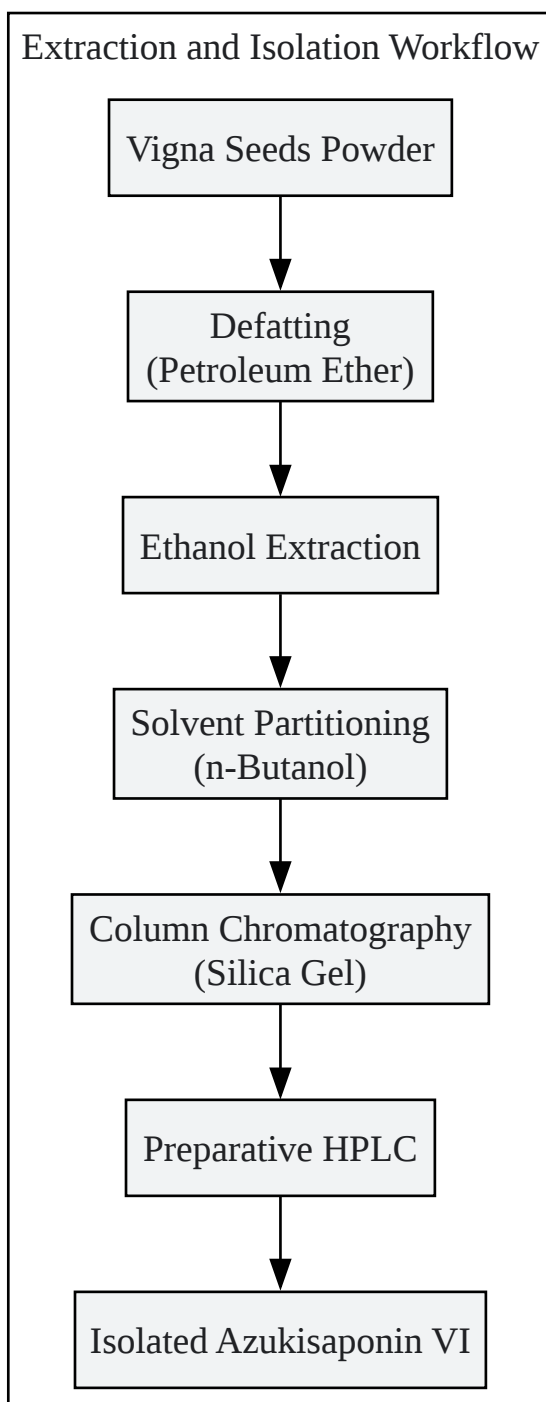 Extraction and Isolation Workflow
Vigna Seeds Powder
Defatting
(Petroleum Ether)
Ethanol Extraction
Solvent Partitioning
(n-Butanol)
Column Chromatography
(Silica Gel)
Preparative HPLC
Isolated Azukisaponin VI